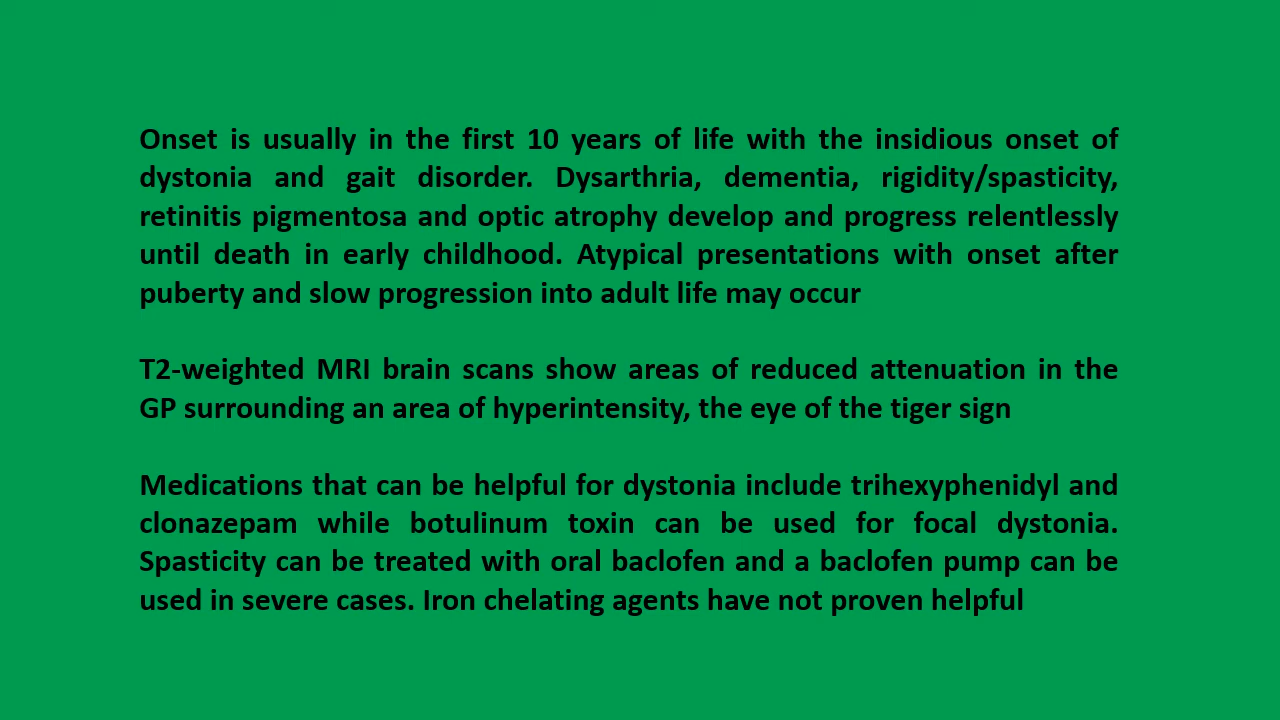 Onset is usually in the first 10 years of life with the insidious onset of
dystonia and gait disorder. Dysarthria, dementia, rigidity/spasticity,
retinitis pigmentosa and optic atrophy develop and progress relentlessly
until death in early childhood. Atypical presentations with onset after
puberty and slow progression into adult life may occur
T2-weighted MRI brain scans show areas of reduced attenuation in the
GP surrounding an area of hyperintensity, the eye of the tiger sign
Medications that can be helpful for dystonia include trihexyphenidyl and
clonazepam while botulinum toxin can be used for focal dystonia.
Spasticity can be treated with oral baclofen and a baclofen pump can be
used in severe cases. Iron chelating agents have not proven helpful